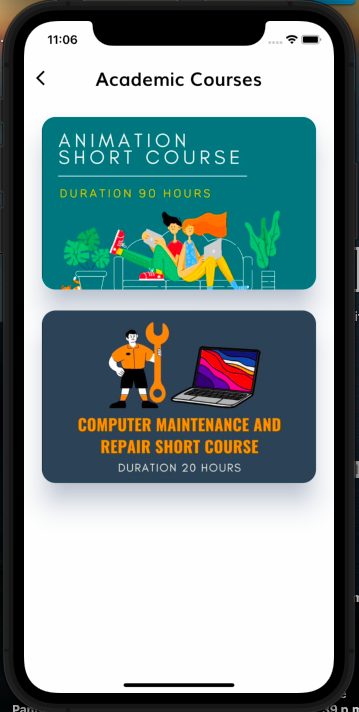 11:06
Academic Courses
ANIMATION
SHORT COURSE
DURATION 90 HOURS
COMPUTER MAINTENANCE AND
REPAIR SHORT COURSE
DURATION 20 HOURS